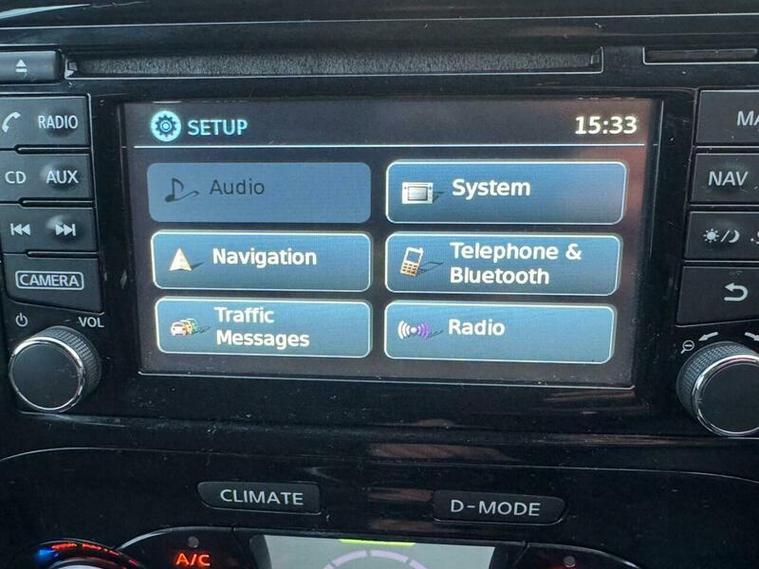 SETUP
15:33
Audio
System
Navigation
Telephone &
Bluetooth
Traffic
Messages
Radio
RADIO
CD AUX
CAMERA
VOL
NAV
CLIMATE
D-MODE
A/C